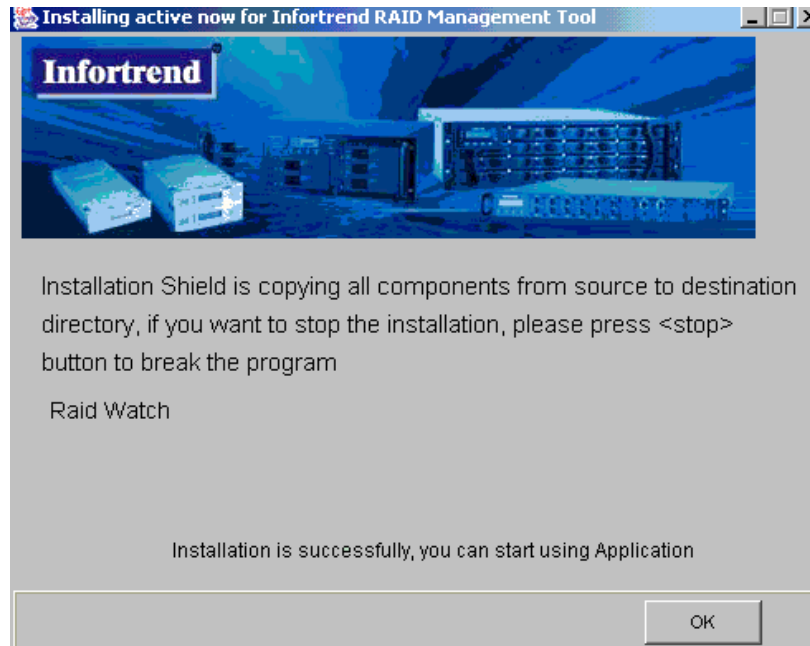 Installing active now for Infortrend RAID Management Tool
Infortrend
Installation Shield is copying all components from source to destination
directory, if you want to stop the installation, please press <stop>
button to break the program
Raid Watch
Installation is successfully, you can start using Application
OK